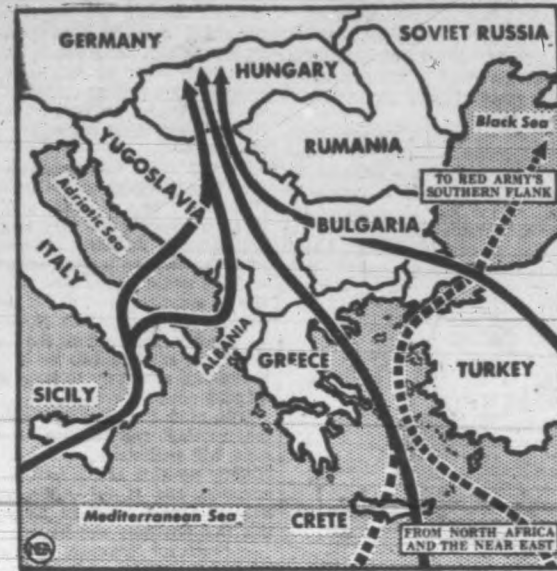 GERMANY
SOVIET RUSSIA
HUNGARY
Black Sea
RUMANIA
YUGOSLAVIA
TO RED ARMY'S
SOUTHERN FLANK
Adriatic Sea
BULGARIA
ITALY
ALBANIA
GREECE
TURKEY
SICILY
Mediterranean Sea
CRETE
FROM NORTH AFRICA
AND THE NEAR EAST
NEA